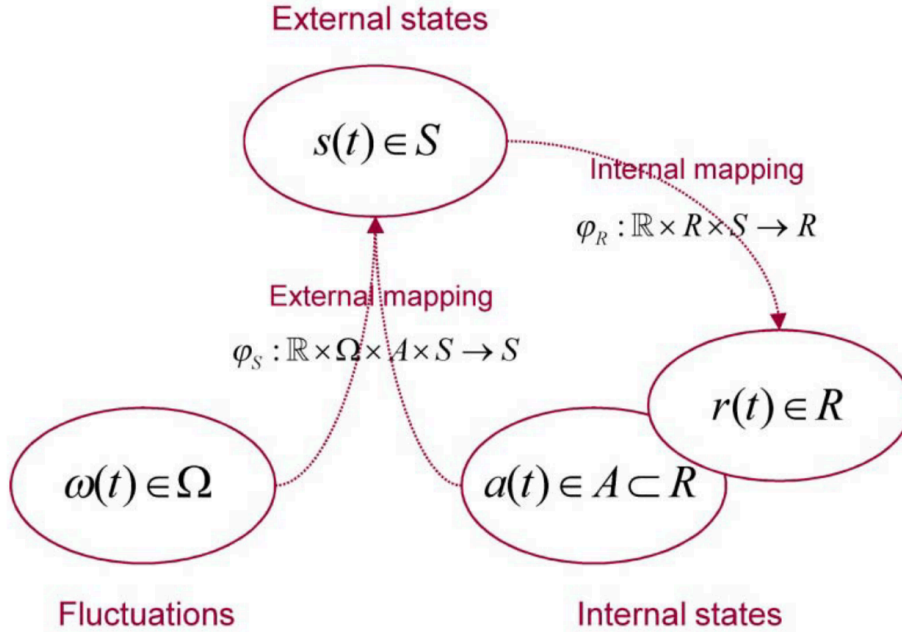 External states
s(t) ∈ S
Internal mapping
φ_R : ℝ × R × S → R
External mapping
φ_S : ℝ × Ω × A × S → S
r(t) ∈ R
ω(t) ∈ Ω
a(t) ∈ A ⊂ R
Fluctuations
Internal states